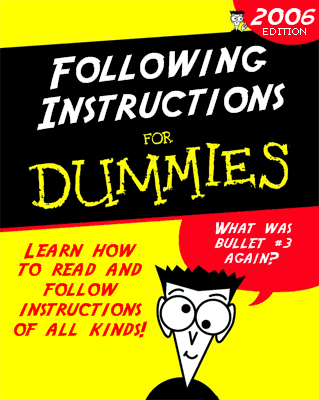 2006
EDITION
FOLLOWING
INSTRUCTIONS
FOR
DUMMIES
WHAT WAS
BULLET #3
AGAIN?
LEARN HOW
TO READ AND
FOLLOW
INSTRUCTIONS
OF ALL KINDS!